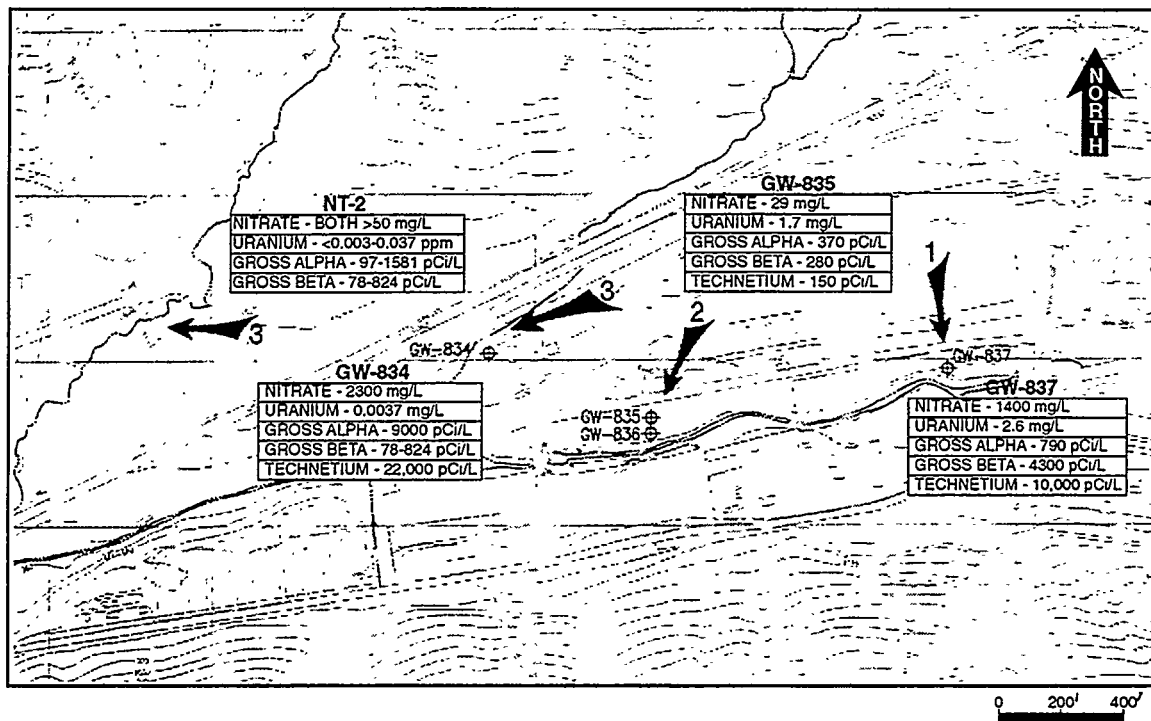 NORTH
NT-2
NITRATE - BOTH >50 mg/L
URANIUM - <0.003-0.037 ppm
GROSS ALPHA - 97-1581 pCi/L
GROSS BETA - 78-824 pCi/L
GW-835
NITRATE - 29 mg/L
URANIUM - 1.7 mg/L
GROSS ALPHA - 370 pCi/L
GROSS BETA - 280 pCi/L
TECHNETIUM - 150 pCi/L
1
3
3
2
GW-834
GW-837
GW-834
NITRATE - 2300 mg/L
URANIUM - 0.0037 mg/L
GROSS ALPHA - 9000 pCi/L
GROSS BETA - 78-824 pCi/L
TECHNETIUM - 22,000 pCi/L
GW-835
GW-836
GW-837
NITRATE - 1400 mg/L
URANIUM - 2.6 mg/L
GROSS ALPHA - 790 pCi/L
GROSS BETA - 4300 pCi/L
TECHNETIUM - 10,000 pCi/L
0 200' 400'